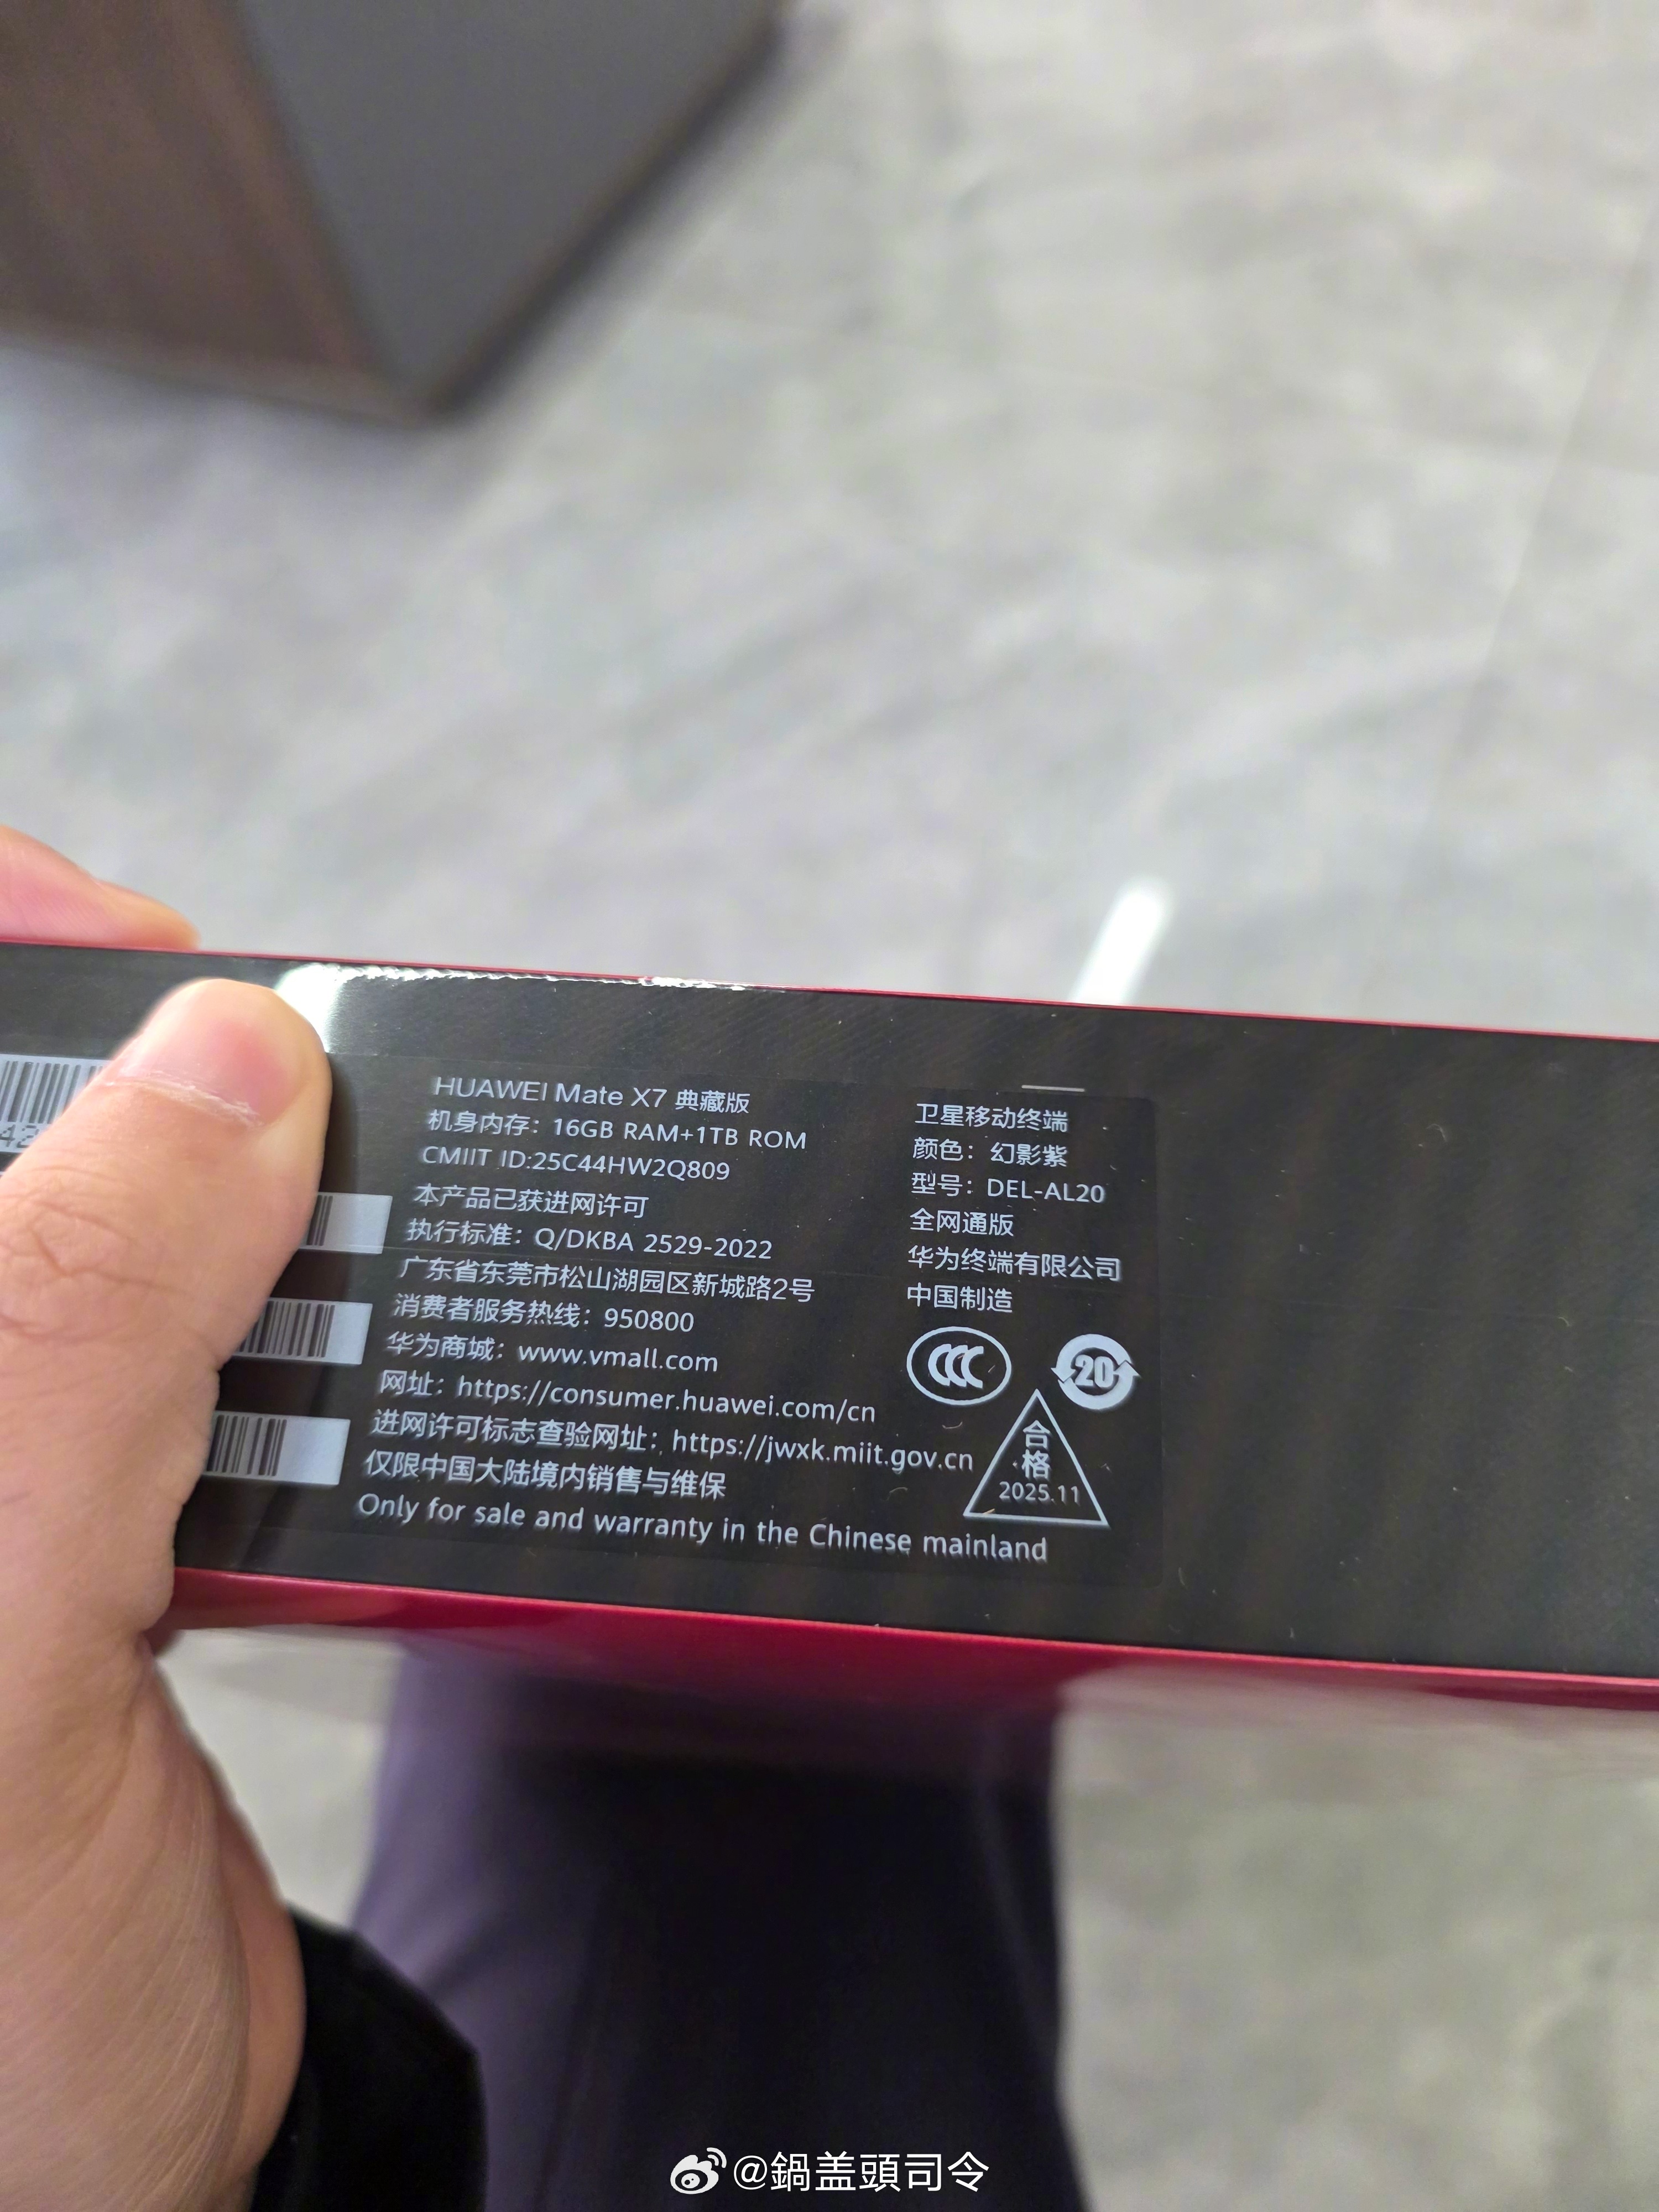 HUAWEI Mate X7 典藏版
机身内存：16GB RAM+1TB ROM
CMIIT ID:25C44HW2Q809
本产品已获进网许可
执行标准：Q/DKBA 2529-2022
广东省东莞市松山湖园区新城路2号
消费者服务热线：950800
华为商城：www.vmall.com
网址：https://consumer.huawei.com/cn
进网许可标志查验网址：https://jwxk.miit.gov.cn
仅限中国大陆境内销售与维保
Only for sale and warranty in the Chinese mainland
卫星移动终端
颜色：幻影紫
型号：DEL-AL20
全网通版
华为终端有限公司
中国制造
CCC
20
合
格
2025.11
@鍋盖頭司令